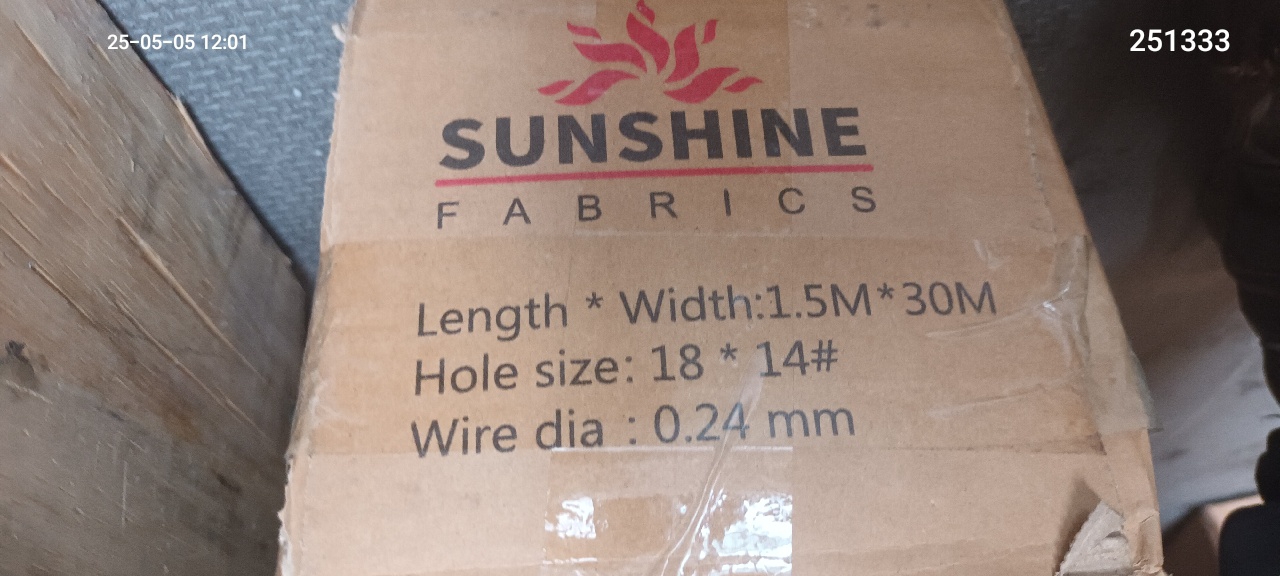 25-05-05 12:01
251333
SUNSHINE
FABRICS
Length * Width:1.5M*30M
Hole size: 18 * 14#
Wire dia : 0.24 mm